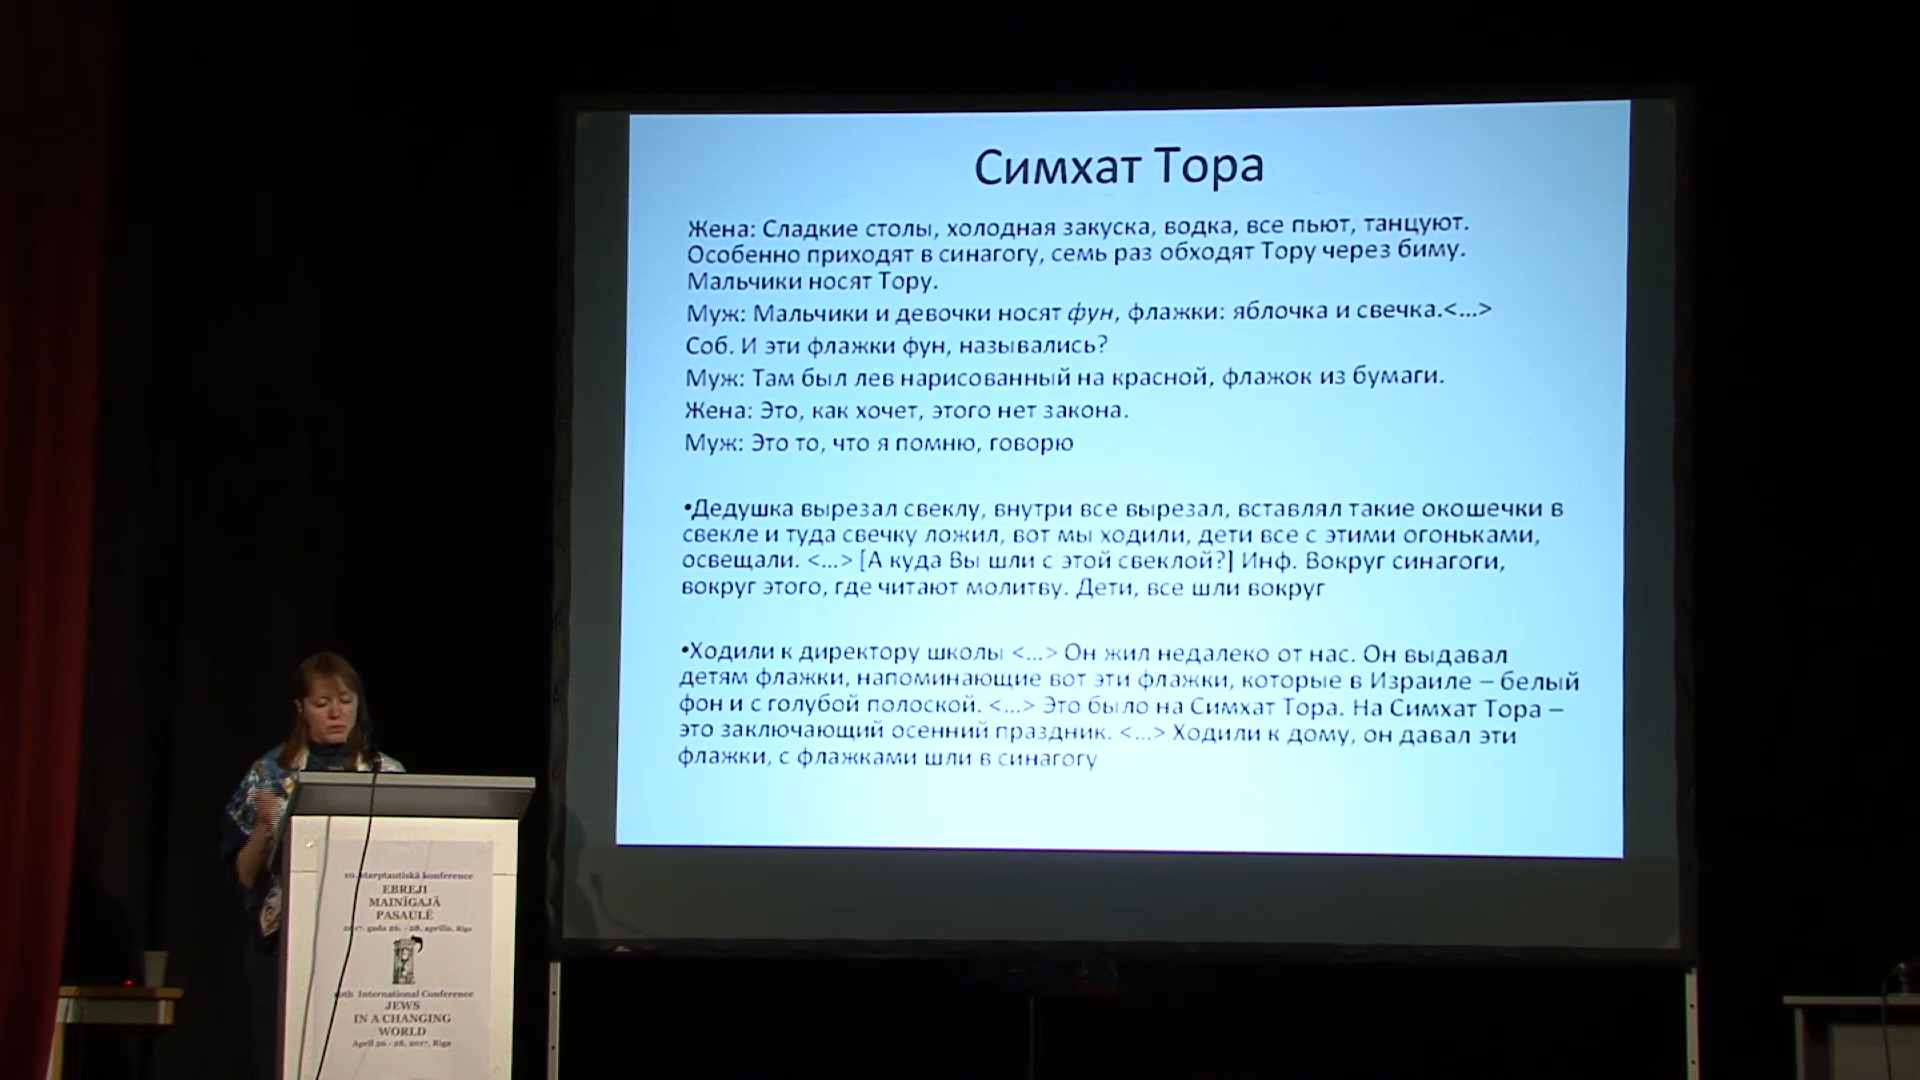 Симхат Тора
Жена: Сладкие столы, холодная закуска, водка, все пьют, танцуют.
Особенно приходят в синагогу, семь раз обходят Тору через биму.
Мальчики носят Тору.
Муж: Мальчики и девочки носят фун, флажки: яблочка и свечка.<...>
Соб. И эти флажки фун, назывались?
Муж: Там был лев нарисованный на красной, флажок из бумаги.
Жена: Это, как хочет, этого нет закона.
Муж: Это то, что я помню, говорю
•Дедушка вырезал свеклу, внутри все вырезал, вставлял такие окошечки в
свекле и туда свечку ложил, вот мы ходили, дети все с этими огоньками,
освещали. <...> [А куда Вы шли с этой свеклой?] Инф. Вокруг синагоги,
вокруг этого, где читают молитву. Дети, все шли вокруг
•Ходили к директору школы <...> Он жил недалеко от нас. Он выдавал
детям флажки, напоминающие вот эти флажки, которые в Израиле – белый
фон и с голубой полоской. <...> Это было на Симхат Тора. На Симхат Тора –
это заключающий осенний праздник. <...> Ходили к дому, он давал эти
флажки, с флажками шли в синагогу
10. starptautiskā konference
EBREJI
MAINĪGAJĀ
PASAULĒ
2017. gada 26. - 28. aprīlis, Rīga
10th International Conference
JEWS
IN A CHANGING
WORLD
April 26 - 28, 2017, Riga